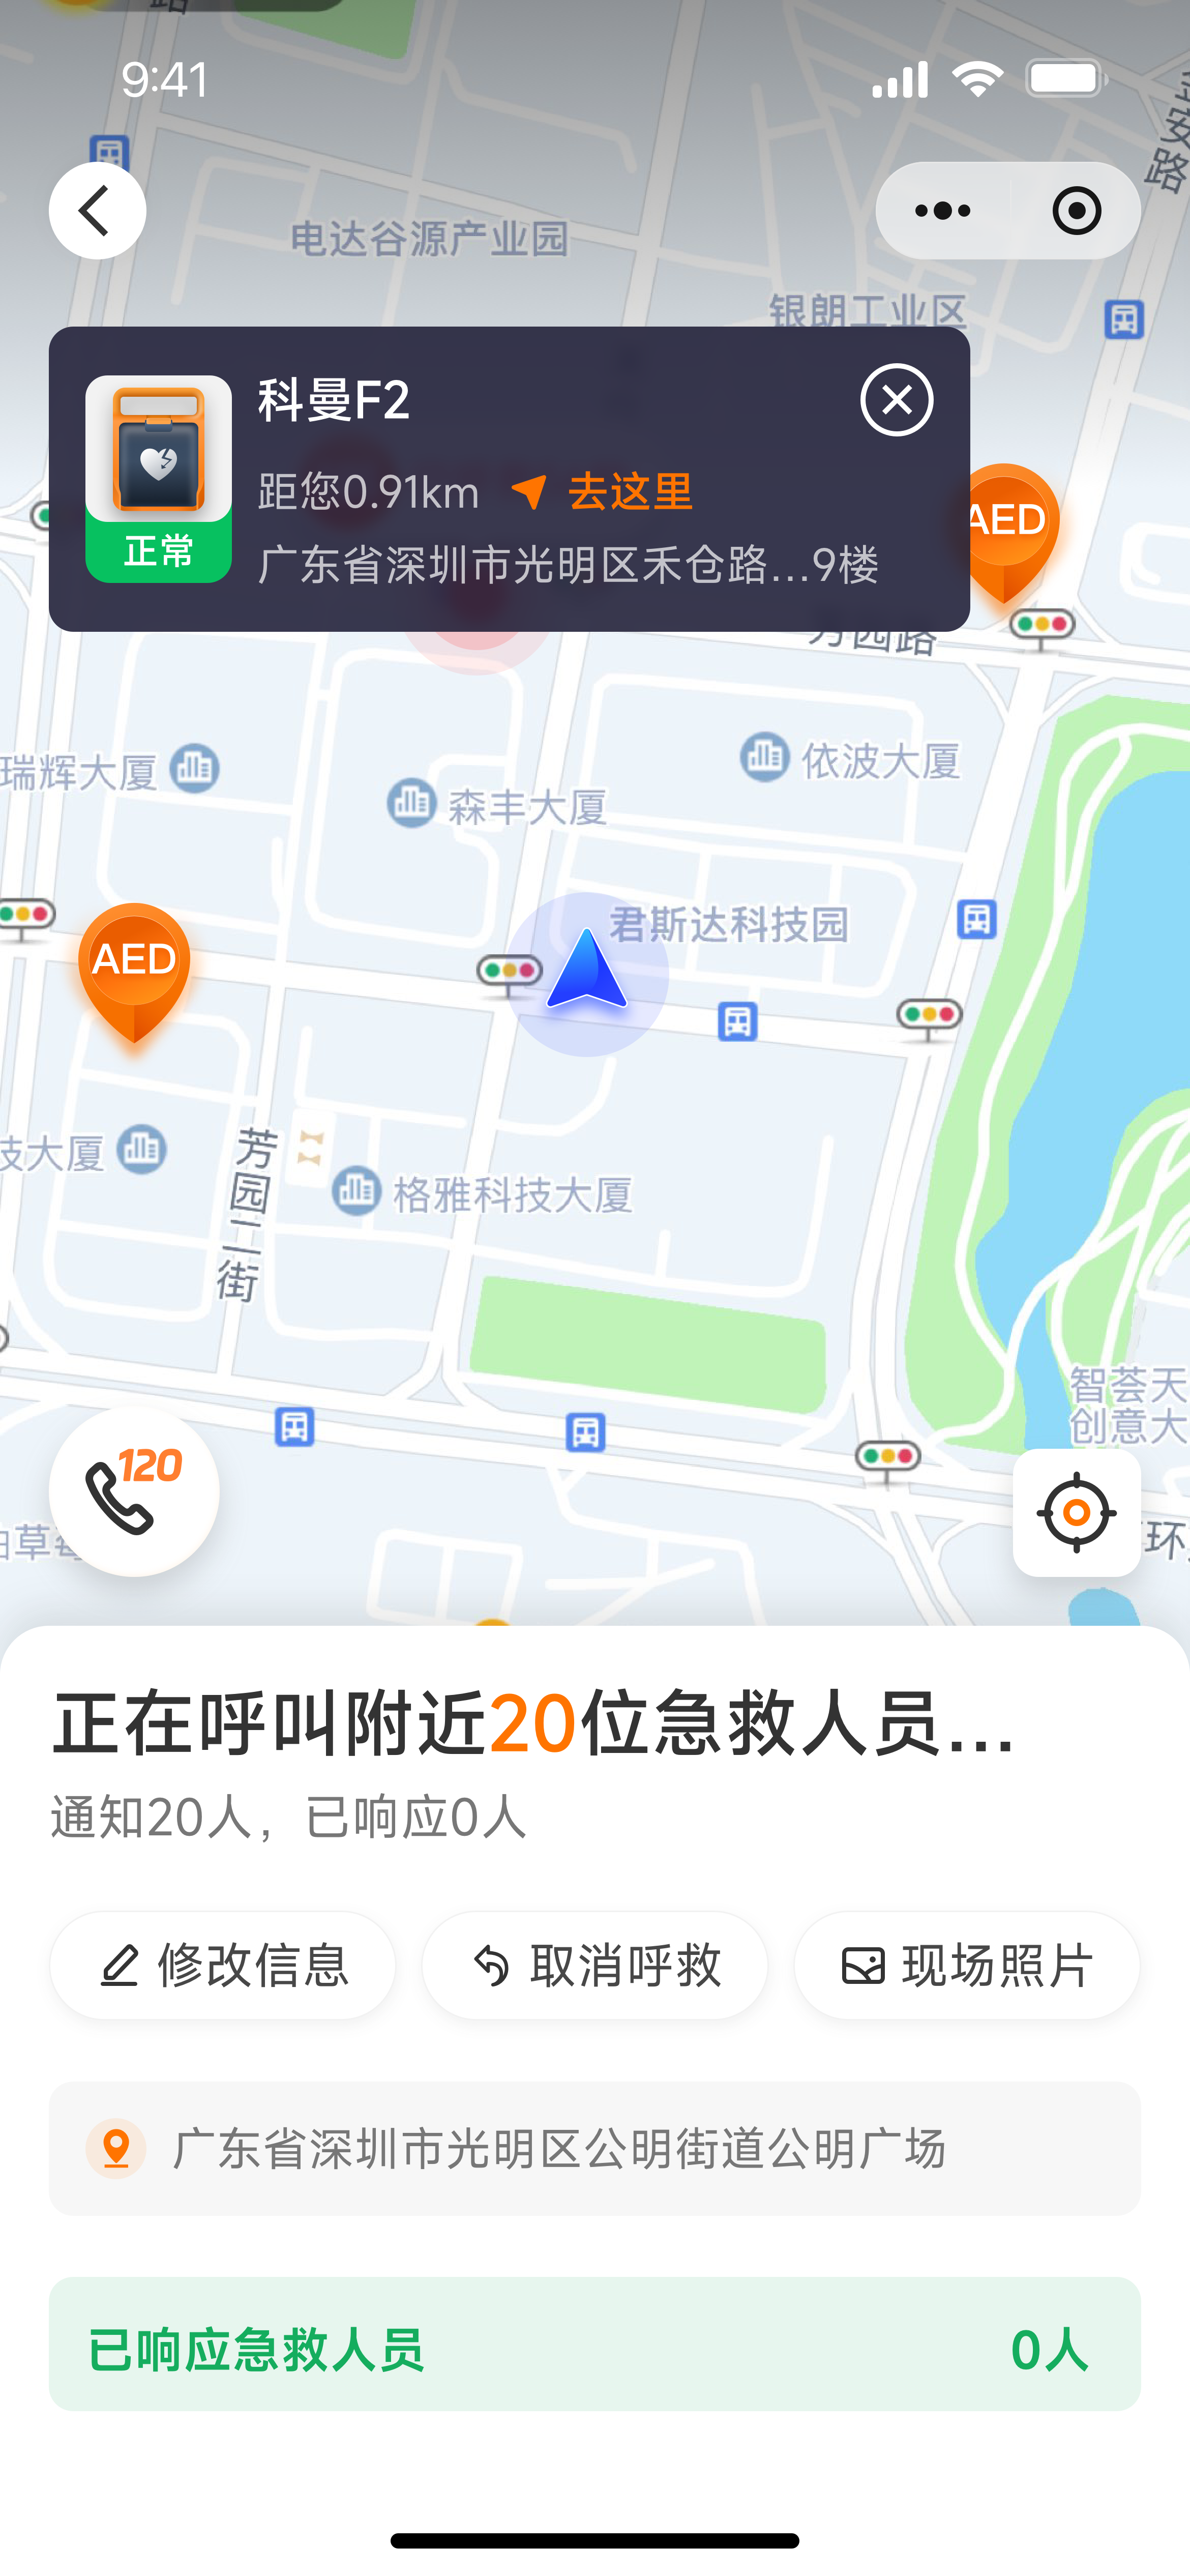 9:41
安路
电达谷源产业园
银朗工业区
科曼F2
距您0.91km 去这里
正常
广东省深圳市光明区禾仓路...9楼
AED
芳园路
瑞辉大厦
森丰大厦
依波大厦
君斯达科技园
AED
技大厦
芳园二街
格雅科技大厦
智荟天
创意大
120
环
正在呼叫附近20位急救人员...
通知20人，已响应0人
修改信息
取消呼救
现场照片
广东省深圳市光明区公明街道公明广场
已响应急救人员
0人